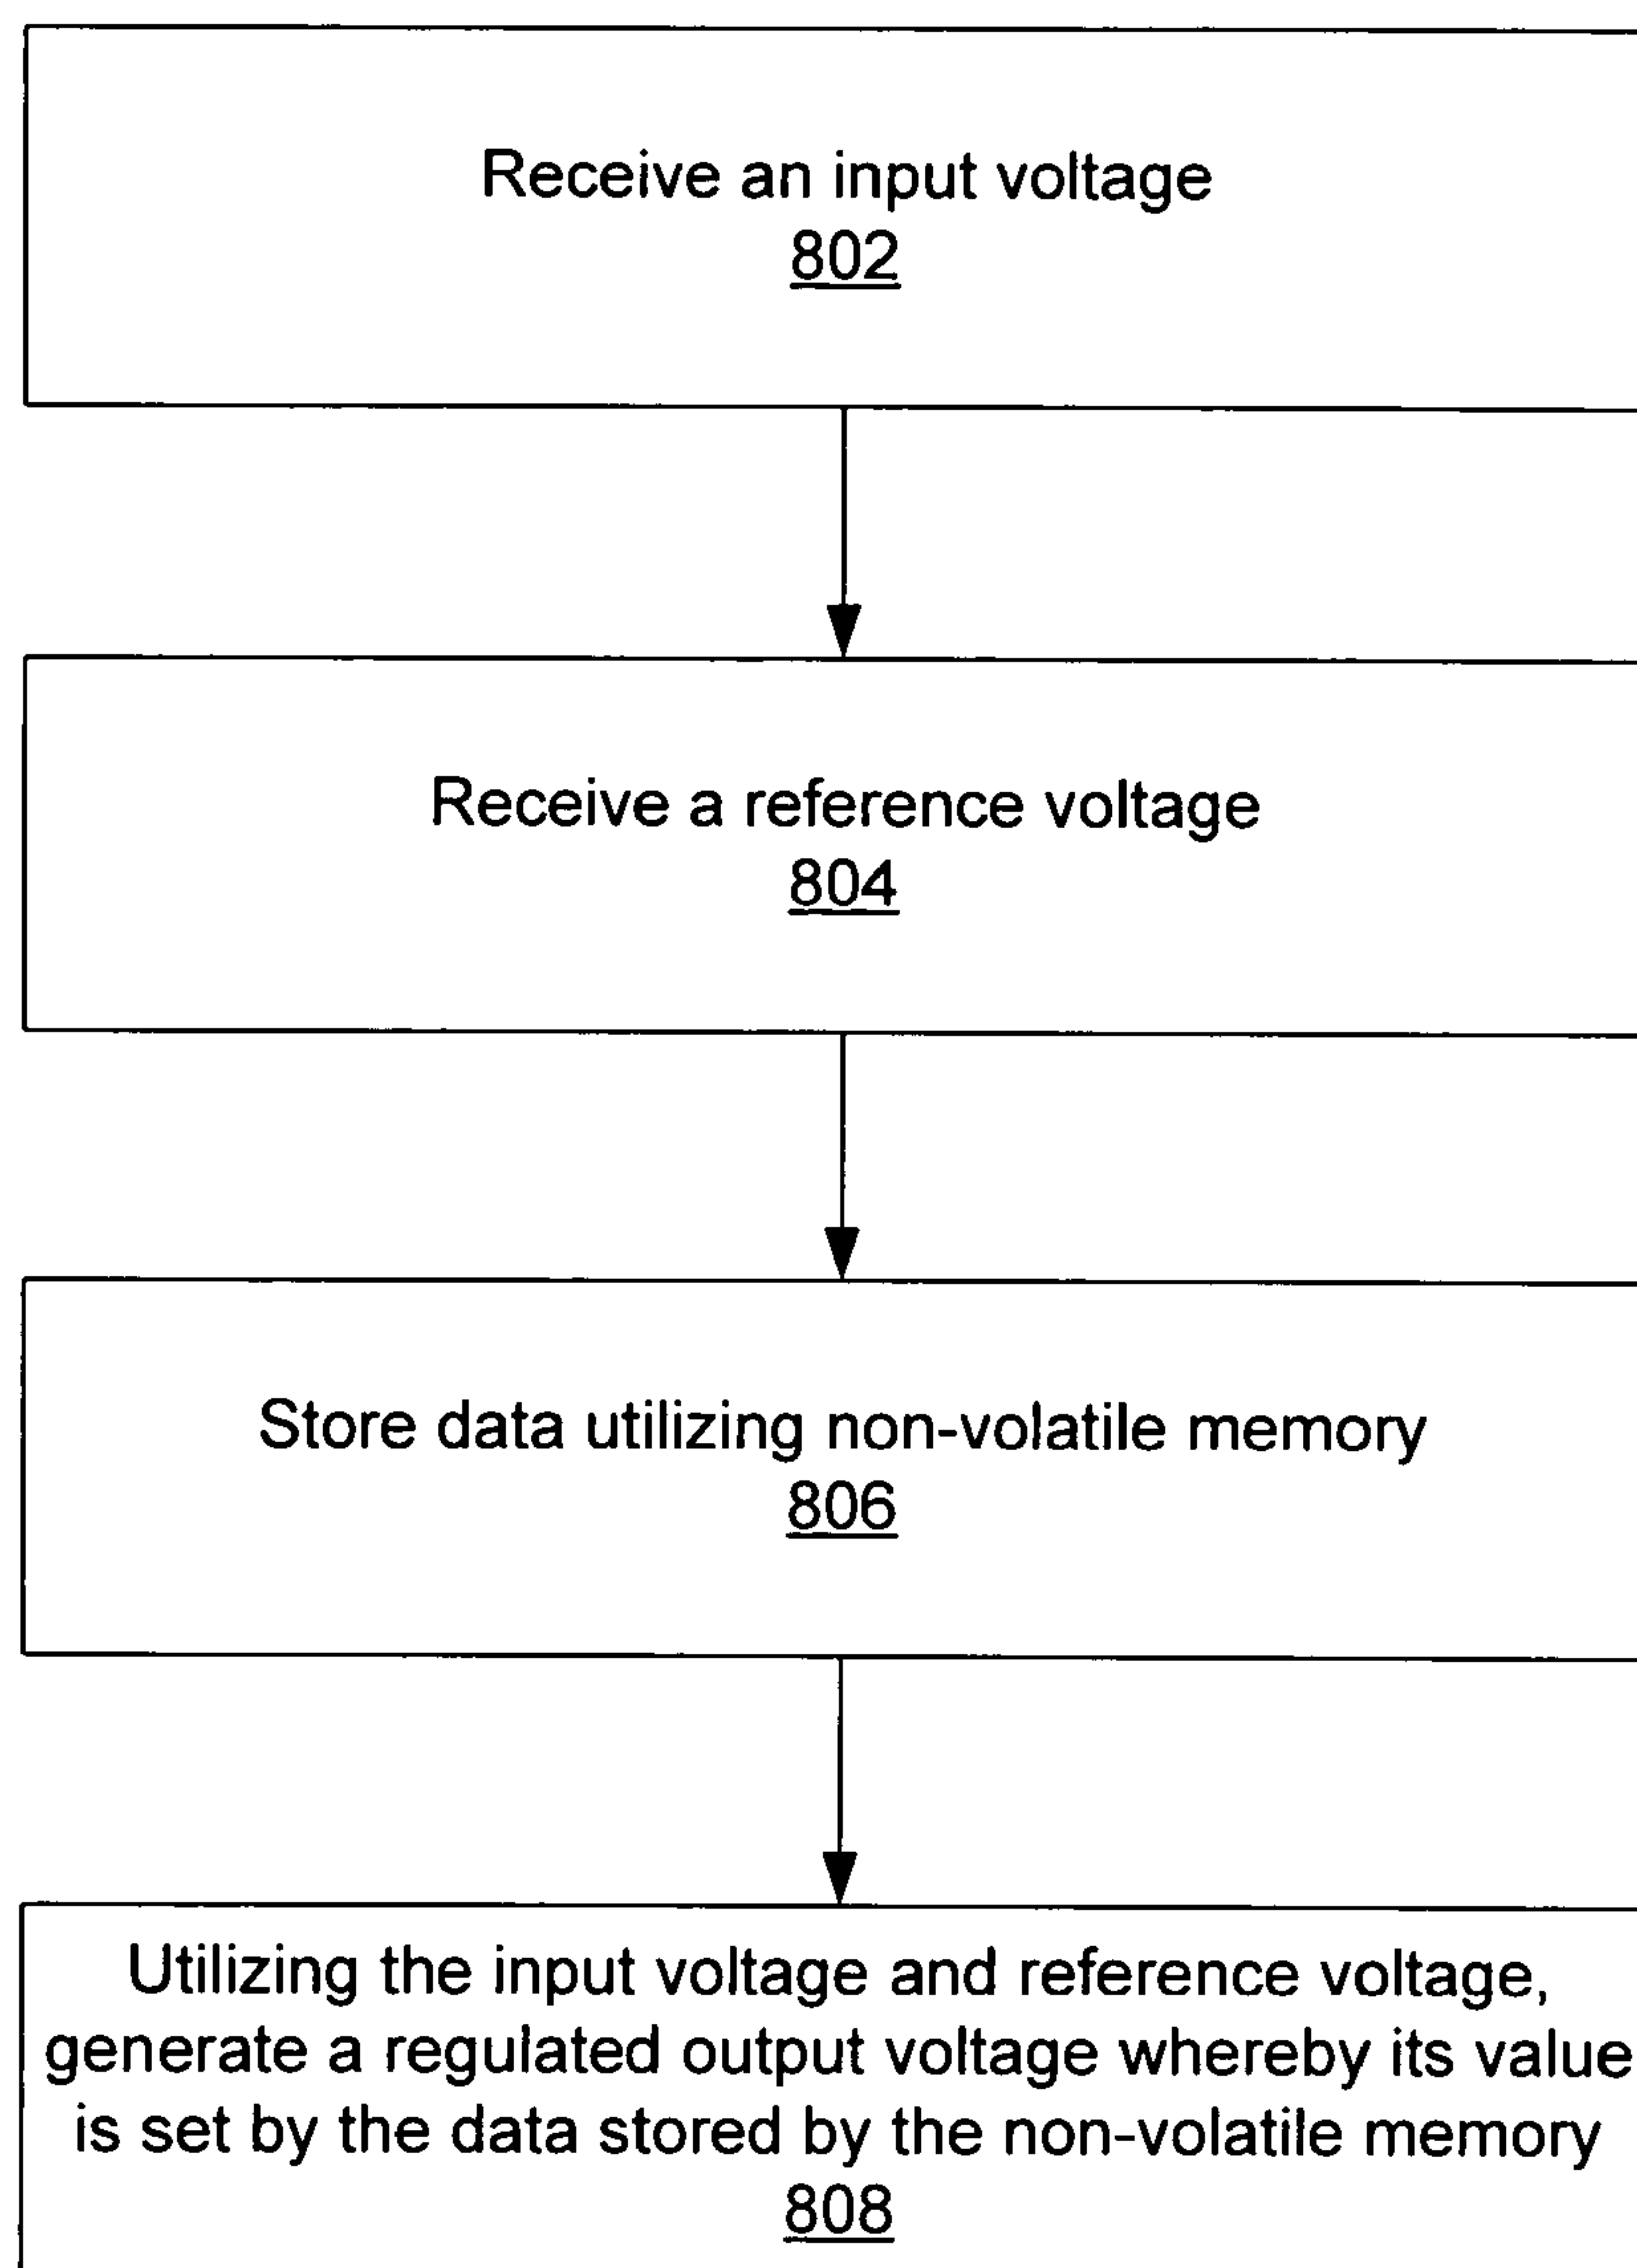 Receive an input voltage
802
Receive a reference voltage
804
Store data utilizing non-volatile memory
806
Utilizing the input voltage and reference voltage,
generate a regulated output voltage whereby its value
is set by the data stored by the non-volatile memory
808